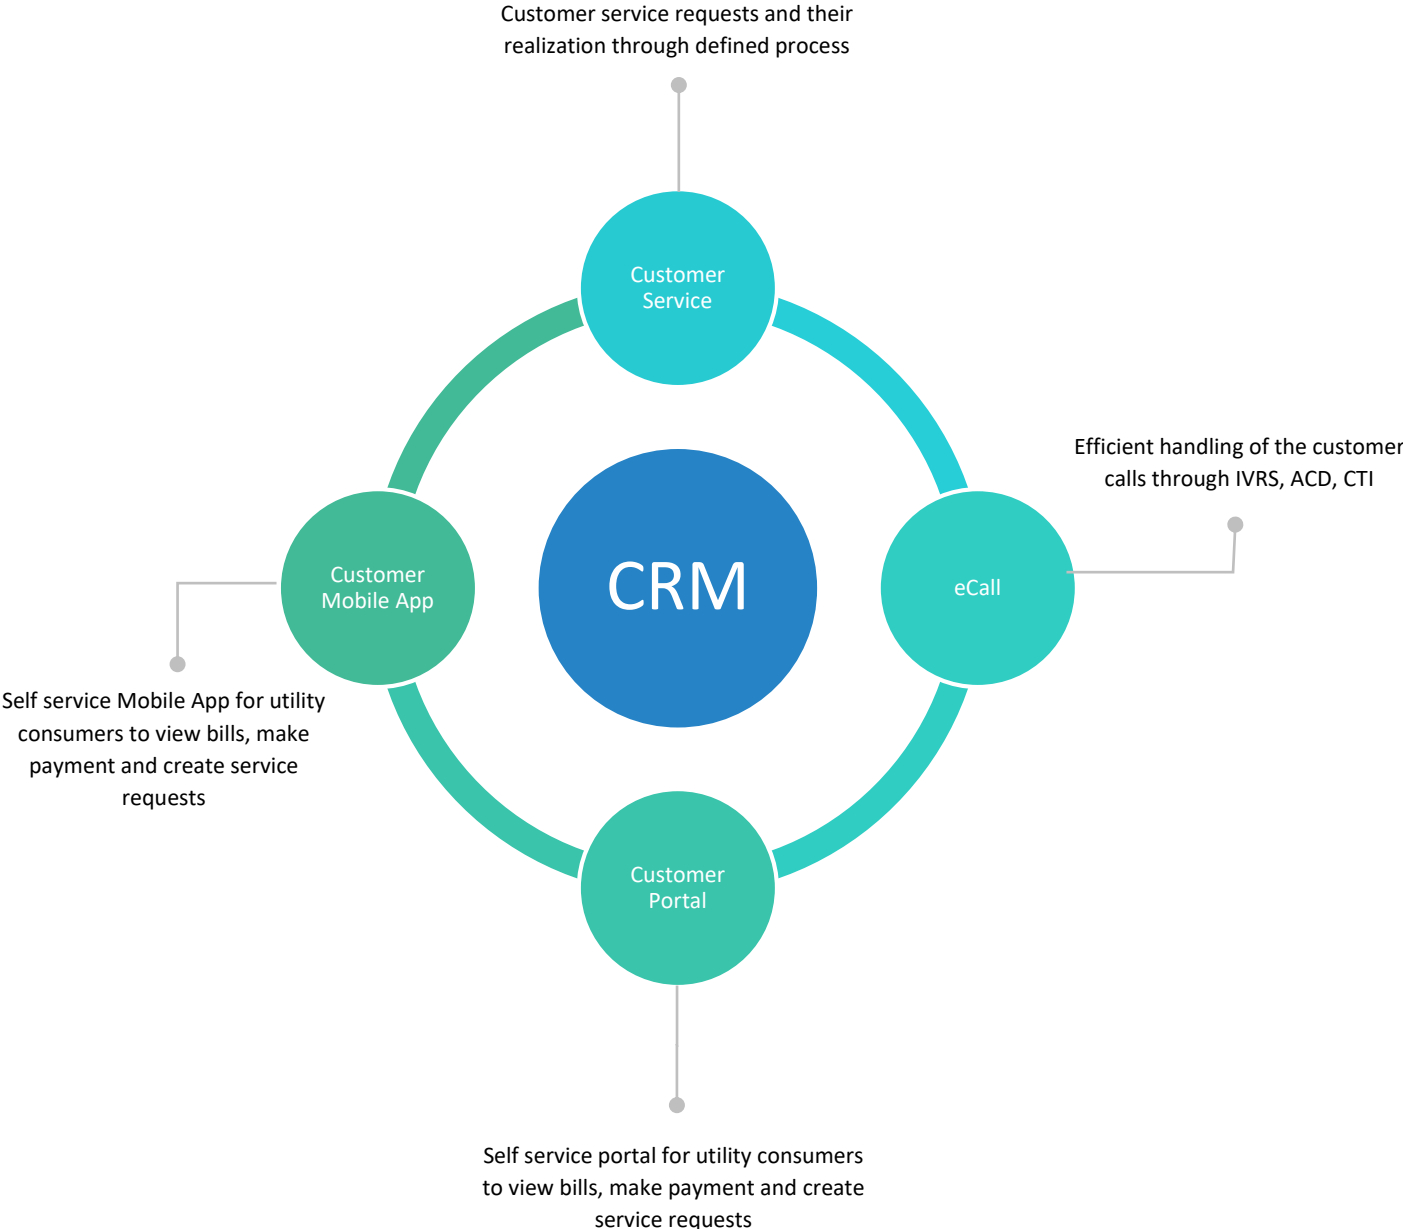 Customer service requests and their
realization through defined process
Customer
Service
Efficient handling of the customer
calls through IVRS, ACD, CTI
Customer
Mobile App
CRM
eCall
Self service Mobile App for utility
consumers to view bills, make
payment and create service
requests
Customer
Portal
Self service portal for utility consumers
to view bills, make payment and create
service requests